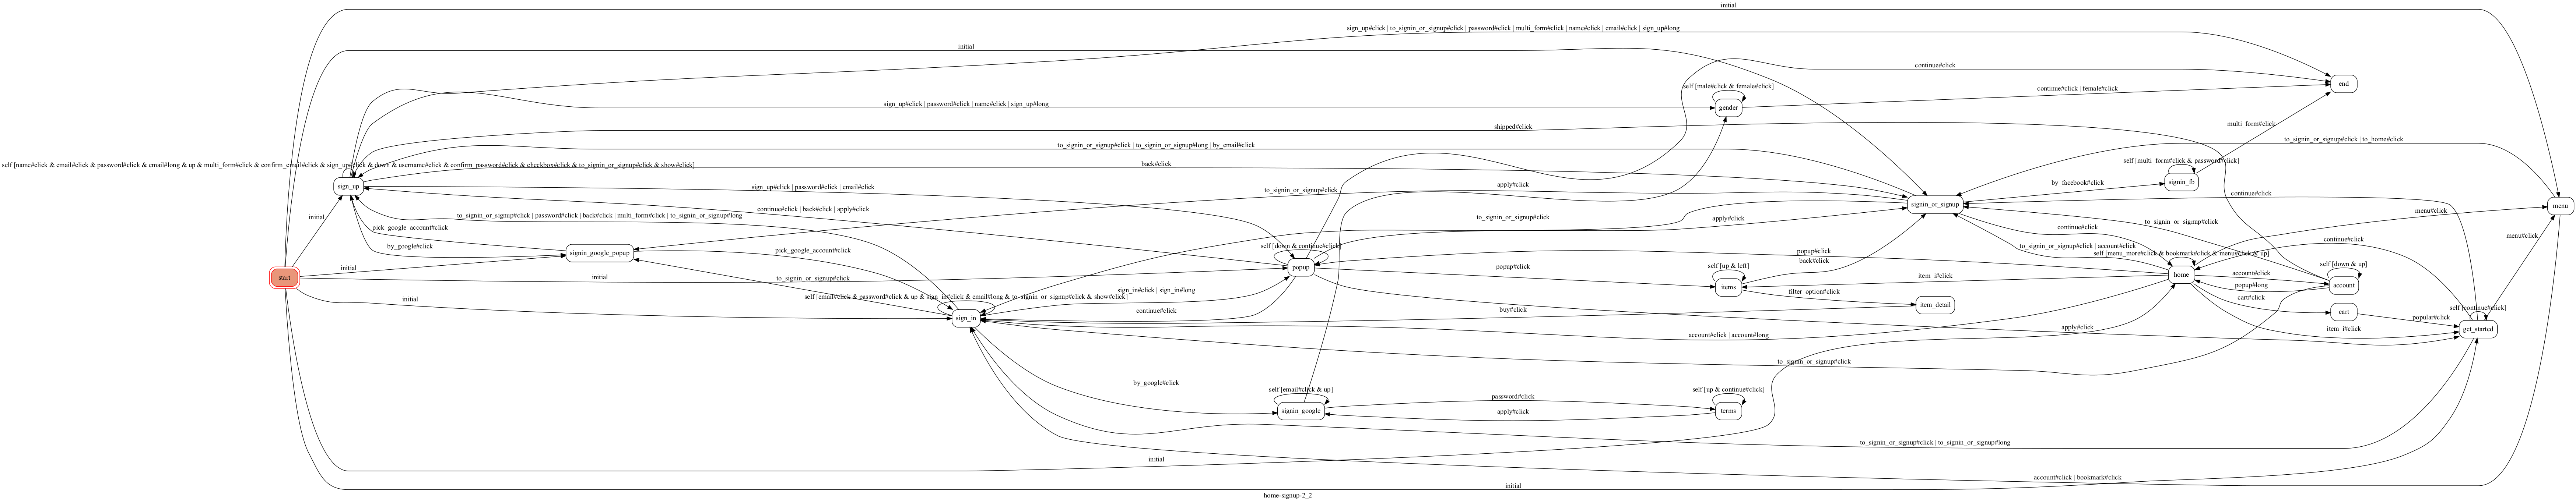 initial
sign_up#click | to_signin_or_signup#click | password#click | multi_form#click | name#click | email#click | sign_up#long
initial
continue#click
end
self [male#click & female#click]
continue#click | female#click
sign_up#click | password#click | name#click | sign_up#long
gender
multi_form#click
shipped#click
to_signin_or_signup#click | to_home#click
to_signin_or_signup#click | to_signin_or_signup#long | by_email#click
self [multi_form#click & password#click]
self [name#click & email#click & password#click & email#long & up & multi_form#click & confirm_email#click & sign_up#click & down & username#click & confirm_password#click & checkbox#click & to_signin_or_signup#click & show#click]
back#click
signin_fb
by_facebook#click
sign_up
sign_up#click | password#click | email#click
apply#click
to_signin_or_signup#click
continue#click
signin_or_signup
menu
continue#click | back#click | apply#click
menu#click
initial
to_signin_or_signup#click | password#click | back#click | multi_form#click | to_signin_or_signup#long
to_signin_or_signup#click
apply#click
to_signin_or_signup#click
pick_google_account#click
continue#click
menu#click
by_google#click
self [down & continue#click]
to_signin_or_signup#click | account#click
continue#click
signin_google_popup
pick_google_account#click
popup#click
self [menu_more#click & bookmark#click & menu#click & up]
back#click
initial
popup
popup#click
self [up & left]
self [down & up]
start
initial
to_signin_or_signup#click
item_i#click
home
account#click
account
items
popup#long
sign_in#click | sign_in#long
filter_option#click
initial
self [email#click & password#click & up & sign_in#click & email#long & to_signin_or_signup#click & show#click]
cart#click
item_detail
continue#click
buy#click
self [continue#click]
cart
sign_in
popular#click
apply#click
item_i#click
get_started
account#click | account#long
to_signin_or_signup#click
by_google#click
self [email#click & up]
self [up & continue#click]
password#click
signin_google
terms
apply#click
to_signin_or_signup#click | to_signin_or_signup#long
initial
account#click | bookmark#click
initial
home-signup-2_2